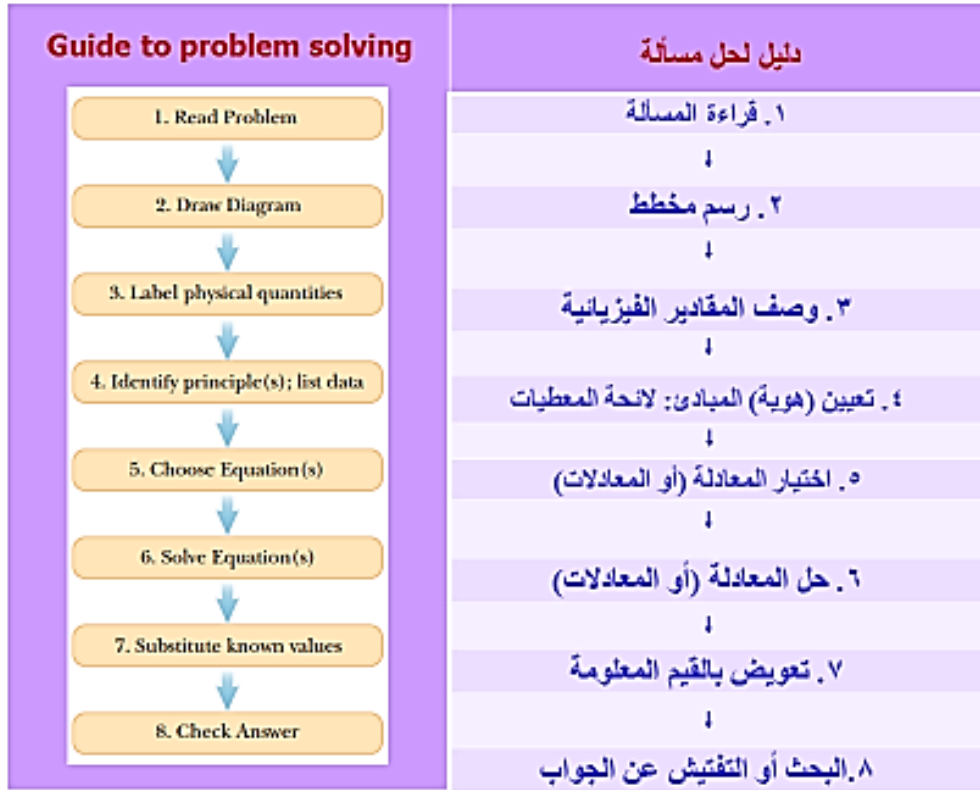 Guide to problem solving
1. Read Problem
2. Draw Diagram
3. Label physical quantities
4. Identify principle(s); list data
5. Choose Equation(s)
6. Solve Equation(s)
7. Substitute known values
8. Check Answer
دليل لحل مسألة
١. قراءة المسألة
٢. رسم مخطط
٣. وصف المقادير الفيزيائية
٤. تعيين (هوية) المبادئ: لائحة المعطيات
٥. اختيار المعادلة (أو المعادلات)
٦. حل المعادلة (أو المعادلات)
٧. تعويض بالقيم المعلومة
٨.البحث أو التفتيش عن الجواب